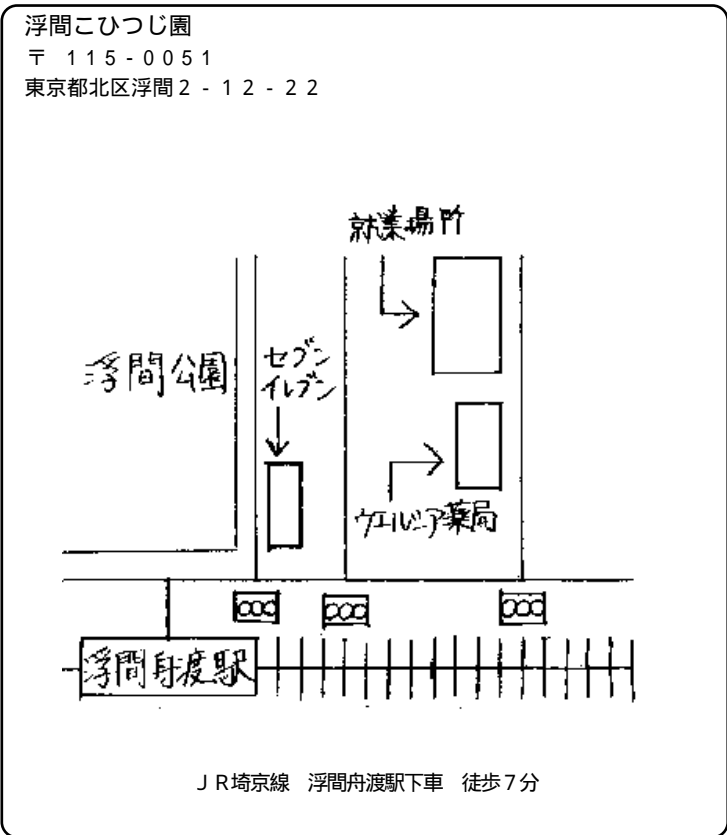 浮間こひつじ園
〒 115-0051
東京都北区浮間2-12-22
就業場所
浮間公園
セブン
イレブン
ウエルシア薬局
浮間舟渡駅
JR埼京線 浮間舟渡駅下車 徒歩7分